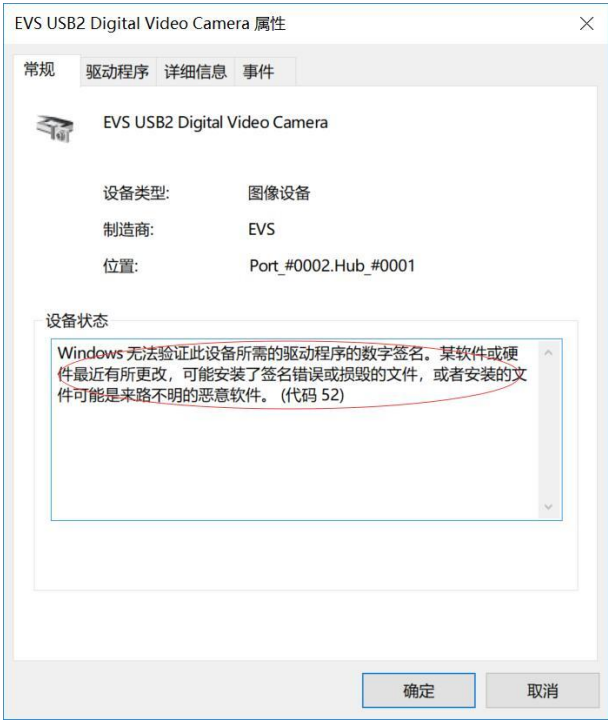 EVS USB2 Digital Video Camera 属性
常规 驱动程序 详细信息 事件
EVS USB2 Digital Video Camera
设备类型: 图像设备
制造商: EVS
位置: Port_#0002.Hub_#0001
设备状态
Windows 无法验证此设备所需的驱动程序的数字签名。某软件或硬
件最近有所更改，可能安装了签名错误或损毁的文件，或者安装的文
件可能是来路不明的恶意软件。 (代码 52)
确定 取消